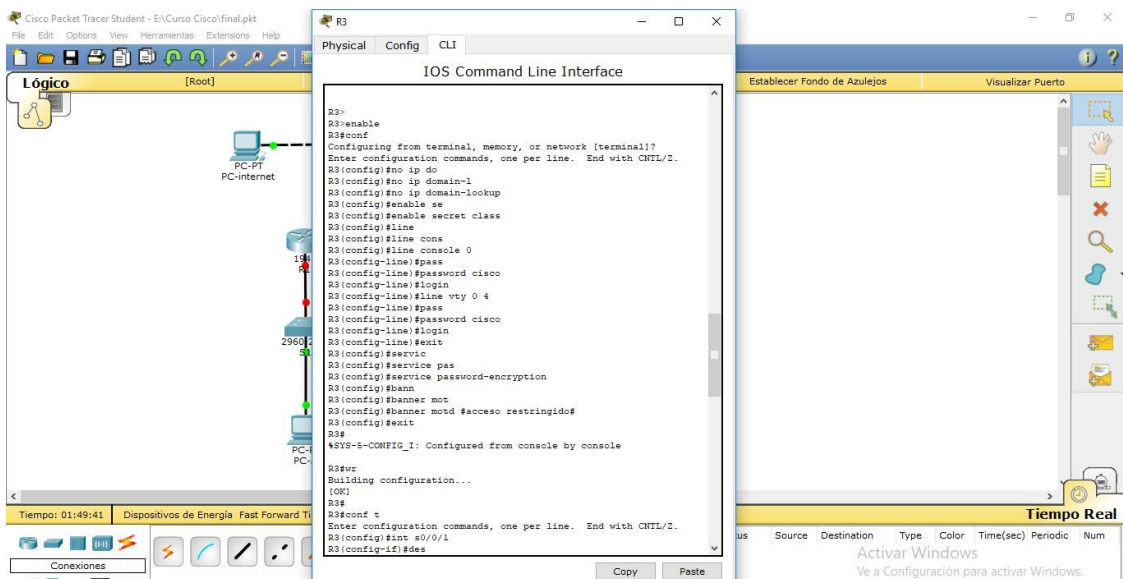 Cisco Packet Tracer Student - E:\Curso Cisco\final.pkt
File Edit Options View Herramientas Extensions Help
Lógico
[Root]
Establecer Fondo de Azulejos
Visualizar Puerto
PC-PT
PC-internet
R3
Physical Config CLI
IOS Command Line Interface
R3>
R3>enable
R3#conf
Configuring from terminal, memory, or network [terminal]?
Enter configuration commands, one per line. End with CNTL/Z.
R3(config)#no ip do
R3(config)#no ip domain-l
R3(config)#no ip domain-lookup
R3(config)#enable se
R3(config)#enable secret class
R3(config)#line
R3(config)#line cons
R3(config)#line console 0
R3(config-line)#pass
R3(config-line)#password cisco
R3(config-line)#login
R3(config-line)#line vty 0 4
R3(config-line)#pass
R3(config-line)#password cisco
R3(config-line)#login
R3(config-line)#exit
R3(config)#servic
R3(config)#service pas
R3(config)#service password-encryption
R3(config)#bann
R3(config)#banner mot
R3(config)#banner motd #acceso restringido#
R3(config)#exit
R3#
%SYS-5-CONFIG_I: Configured from console by console
R3#wr
Building configuration...
[OK]
R3#
R3#conf t
Enter configuration commands, one per line. End with CNTL/Z.
R3(config)#int s0/0/1
R3(config-if)#des
Copy Paste
Tiempo: 01:49:41 Dispositivos de Energía Fast Forward Ti
Tiempo Real
Conexiones
Source Destination Type Color Time(sec) Periodic Num
Activar Windows
Ve a Configuración para activar Windows.